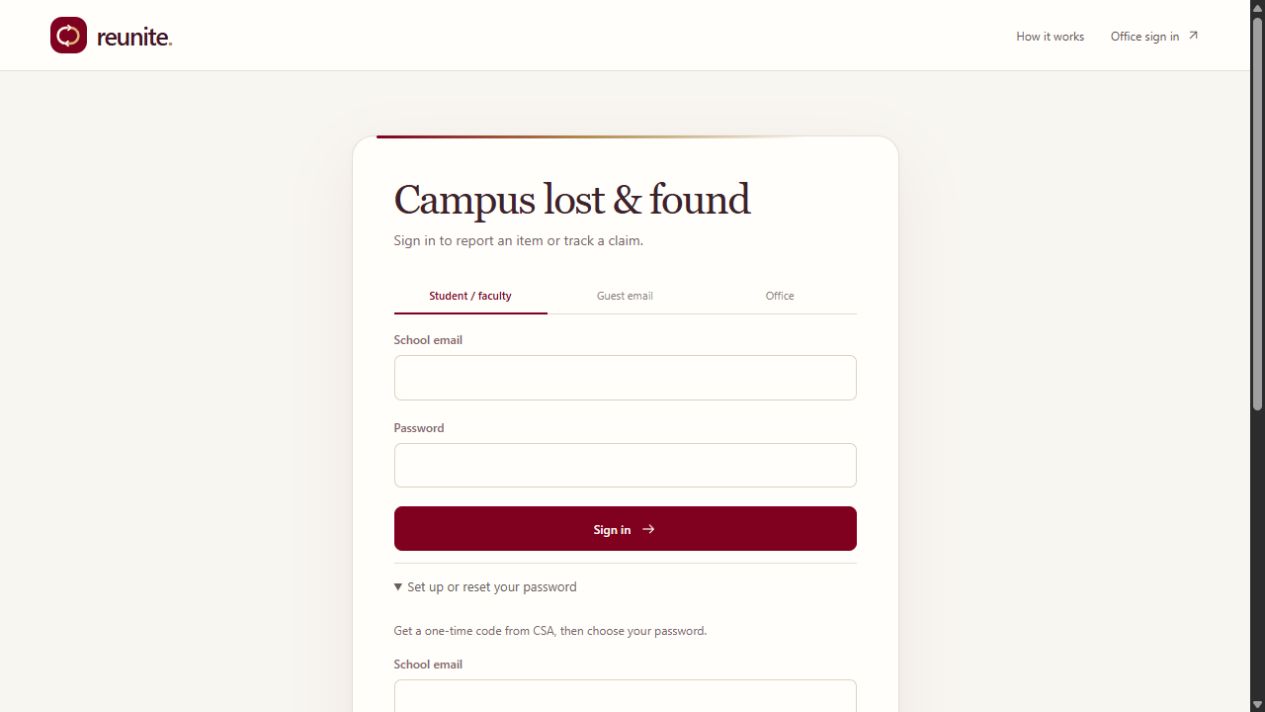 reunite.
How it works
Office sign in
Campus lost & found
Sign in to report an item or track a claim.
Student / faculty
Guest email
Office
School email
Password
Sign in
Set up or reset your password
Get a one-time code from CSA, then choose your password.
School email